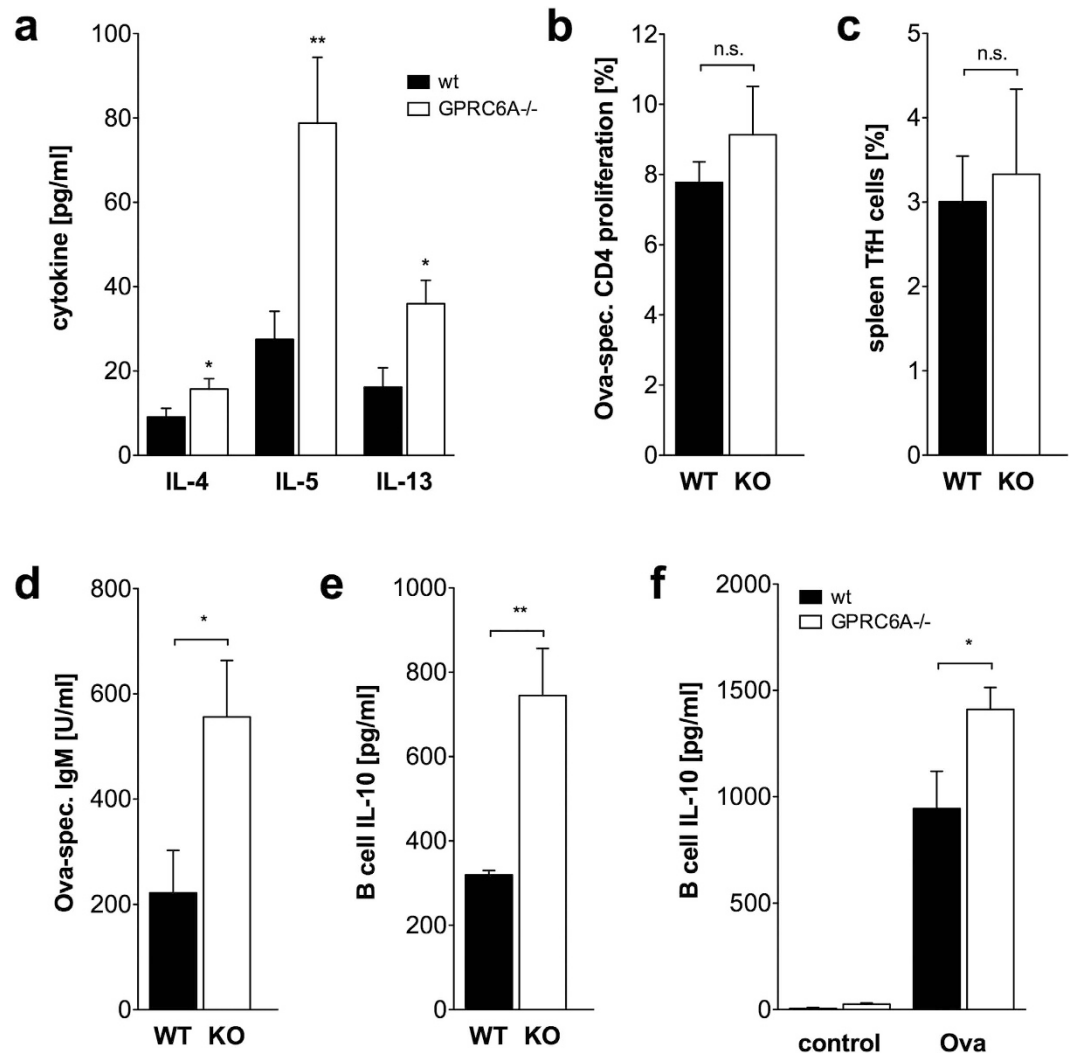 a
100
80
60
40
20
0
cytokine [pg/ml]
**
*
*
wt
GPRC6A-/-
IL-4 IL-5 IL-13
b
12
10
8
6
4
2
0
Ova-spec. CD4 proliferation [%]
n.s.
WT KO
c
5
4
3
2
1
0
spleen TfH cells [%]
n.s.
WT KO
d
800
600
400
200
0
Ova-spec. IgM [U/ml]
*
WT KO
e
1000
800
600
400
200
0
B cell IL-10 [pg/ml]
**
WT KO
f
2000
1500
1000
500
0
B cell IL-10 [pg/ml]
wt
GPRC6A-/-
*
control Ova